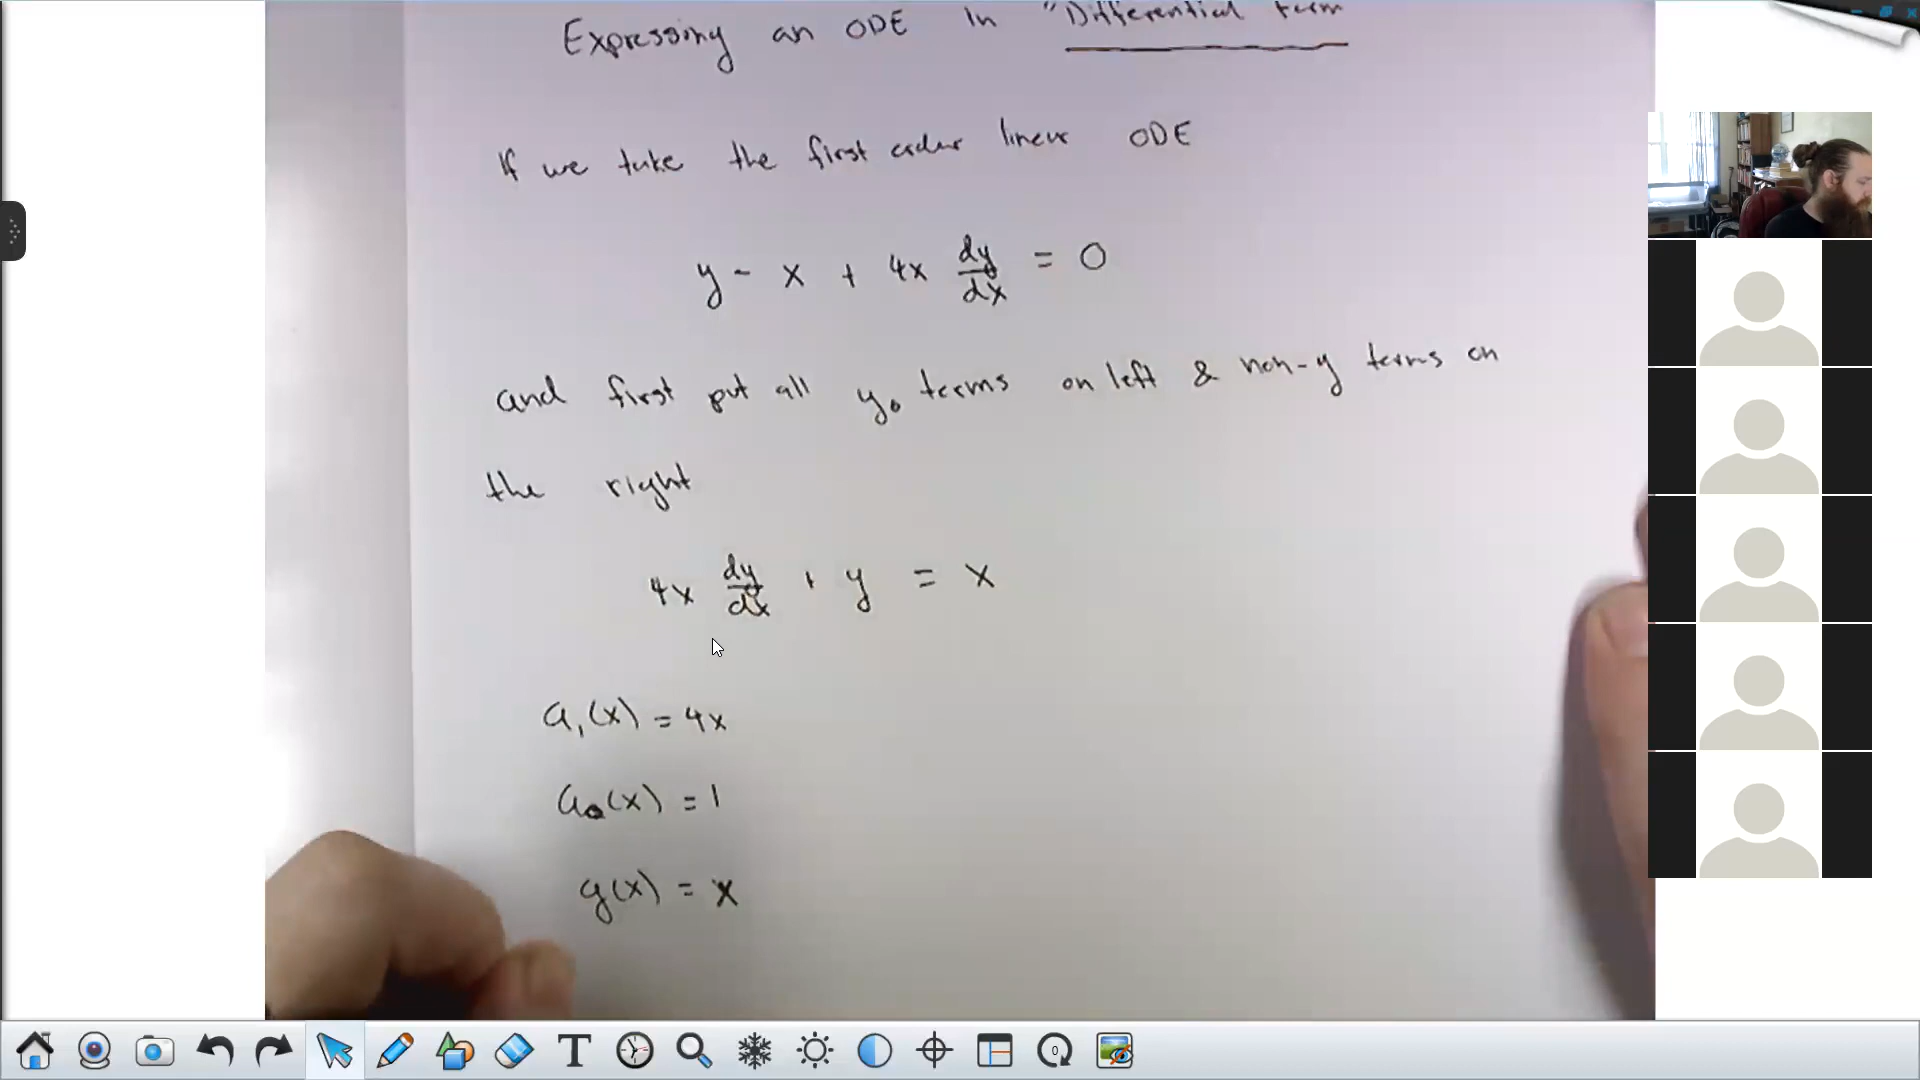 Expressing an ODE in "Differential form
If we take the first order linear ODE
y - x + 4x dy/dx = 0
and first put all y terms on left & non-y terms on
the right
4x dy/dx + y = x
a₁(x) = 4x
a₀(x) = 1
g(x) = x
T
0